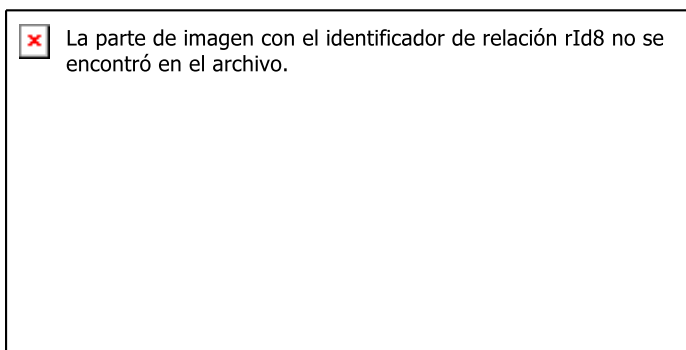 La parte de imagen con el identificador de relación rId8 no se
encontró en el archivo.